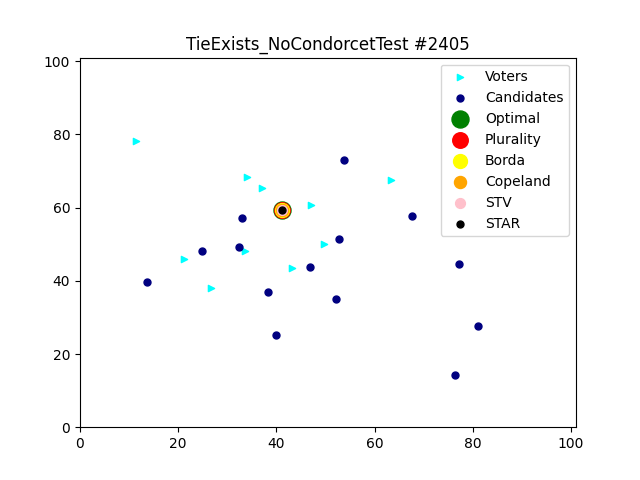 TieExists_NoCondorcetTest #2405
100
80
60
40
20
0
0 20 40 60 80 100
Voters
Candidates
Optimal
Plurality
Borda
Copeland
STV
STAR